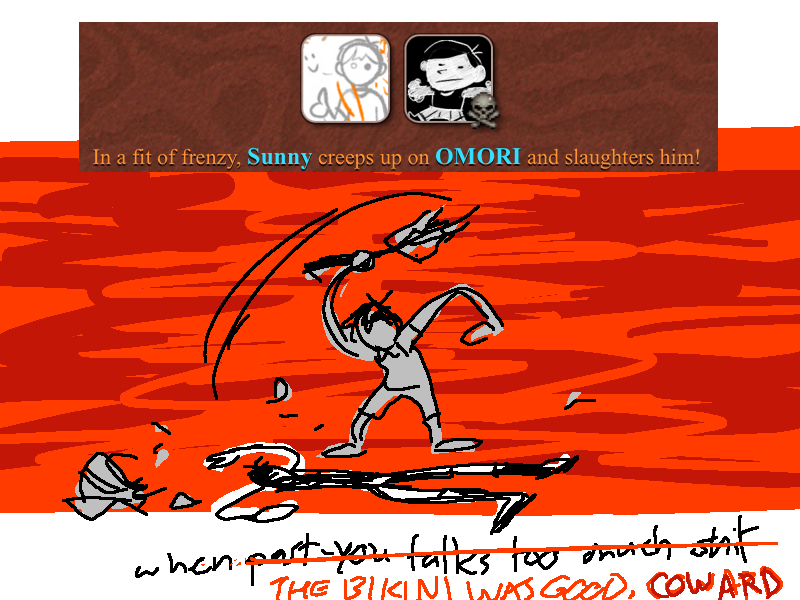 In a fit of frenzy, Sunny creeps up on OMORI and slaughters him!
when past-you talks too much shit
THE BIKINI WAS GOOD, COWARD